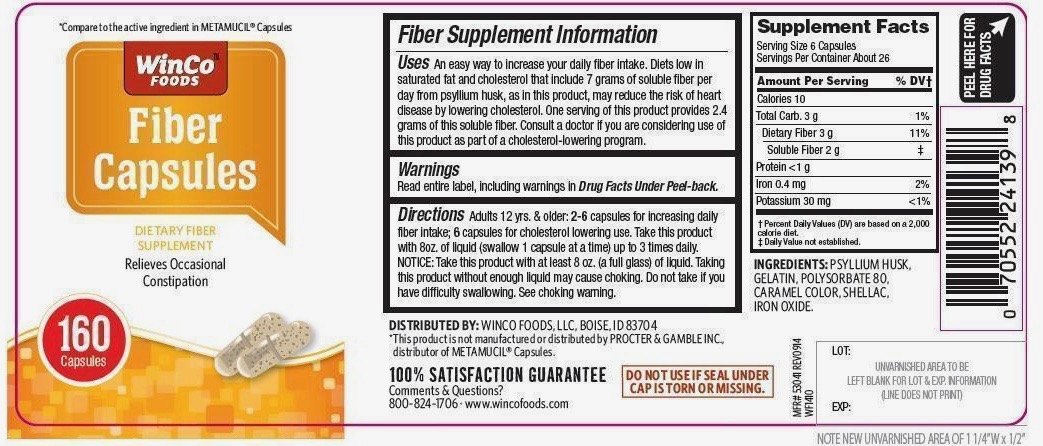 *Compare to the active ingredient in METAMUCIL® Capsules
WinCo™
FOODS
Fiber
Capsules
DIETARY FIBER
SUPPLEMENT
Relieves Occasional
Constipation
160
Capsules
Fiber Supplement Information
Uses An easy way to increase your daily fiber intake. Diets low in
saturated fat and cholesterol that include 7 grams of soluble fiber per
day from psyllium husk, as in this product, may reduce the risk of heart
disease by lowering cholesterol. One serving of this product provides 2.4
grams of this soluble fiber. Consult a doctor if you are considering use of
this product as part of a cholesterol-lowering program.
Warnings
Read entire label, including warnings in Drug Facts Under Peel-back.
Directions Adults 12 yrs. & older: 2-6 capsules for increasing daily
fiber intake; 6 capsules for cholesterol lowering use. Take this product
with 8oz. of liquid (swallow 1 capsule at a time) up to 3 times daily.
NOTICE: Take this product with at least 8 oz. (a full glass) of liquid. Taking
this product without enough liquid may cause choking. Do not take if you
have difficulty swallowing. See choking warning.
DISTRIBUTED BY: WINCO FOODS, LLC, BOISE, ID 83704
*This product is not manufactured or distributed by PROCTER & GAMBLE INC.,
distributor of METAMUCIL® Capsules.
100% SATISFACTION GUARANTEE
Comments & Questions?
800-824-1706 · www.wincofoods.com
DO NOT USE IF SEAL UNDER
CAP IS TORN OR MISSING.
Supplement Facts
Serving Size 6 Capsules
Servings Per Container About 26
Amount Per Serving % DV†
Calories 10
Total Carb. 3 g 1%
Dietary Fiber 3 g 11%
Soluble Fiber 2 g ‡
Protein <1 g
Iron 0.4 mg 2%
Potassium 30 mg <1%
† Percent Daily Values (DV) are based on a 2,000
calorie diet.
‡ Daily Value not established.
INGREDIENTS: PSYLLIUM HUSK,
GELATIN, POLYSORBATE 80,
CARAMEL COLOR, SHELLAC,
IRON OXIDE.
PEEL HERE FOR
DRUG FACTS
0 70552 24139 8
MFR# 53041 REV0914
WF1410
LOT:
UNVARNISHED AREA TO BE
LEFT BLANK FOR LOT & EXP. INFORMATION
(LINE DOES NOT PRINT)
EXP:
NOTE NEW UNVARNISHED AREA OF 1 1/4"W x 1/2"